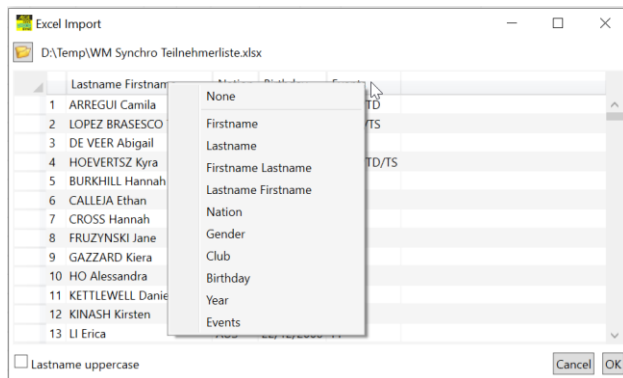 Excel Import
D:\Temp\WM Synchro Teilnehmerliste.xlsx
Lastname Firstname
1 ARREGUI Camila TD
2 LOPEZ BRASESCO /TS
3 DE VEER Abigail
4 HOEVERTSZ Kyra TD/TS
5 BURKHILL Hannah
6 CALLEJA Ethan
7 CROSS Hannah
8 FRUZYNSKI Jane
9 GAZZARD Kiera
10 HO Alessandra
11 KETTLEWELL Danie
12 KINASH Kirsten
13 LI Erica
None
Firstname
Lastname
Firstname Lastname
Lastname Firstname
Nation
Gender
Club
Birthday
Year
Events
Lastname uppercase
Cancel OK